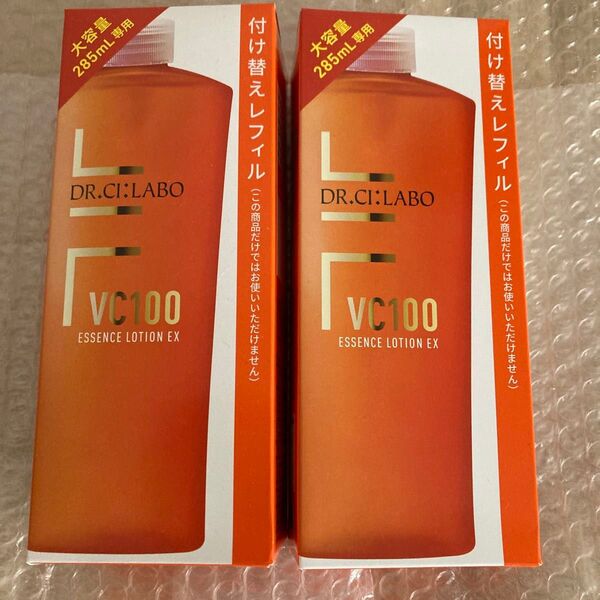 大容量
285mL専用
DR.CI:LABO
VC100
ESSENCE LOTION EX
付け替えレフィル(この商品だけではお使いいただけません)
大容量
285mL専用
DR.CI:LABO
VC100
ESSENCE LOTION EX
付け替えレフィル(この商品だけではお使いいただけません)